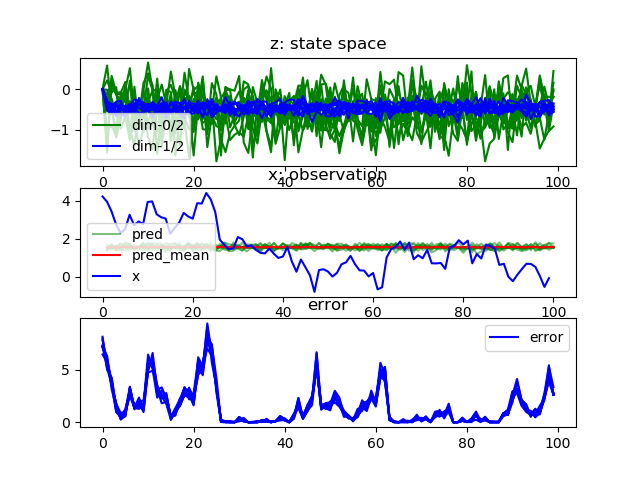 z: state space
0
−1
dim-0/2
dim-1/2
0 20 40 60 80 100
x: observation
4
2
0
pred
pred_mean
x
0 20 40 60 80 100
error
5
0
error
0 20 40 60 80 100